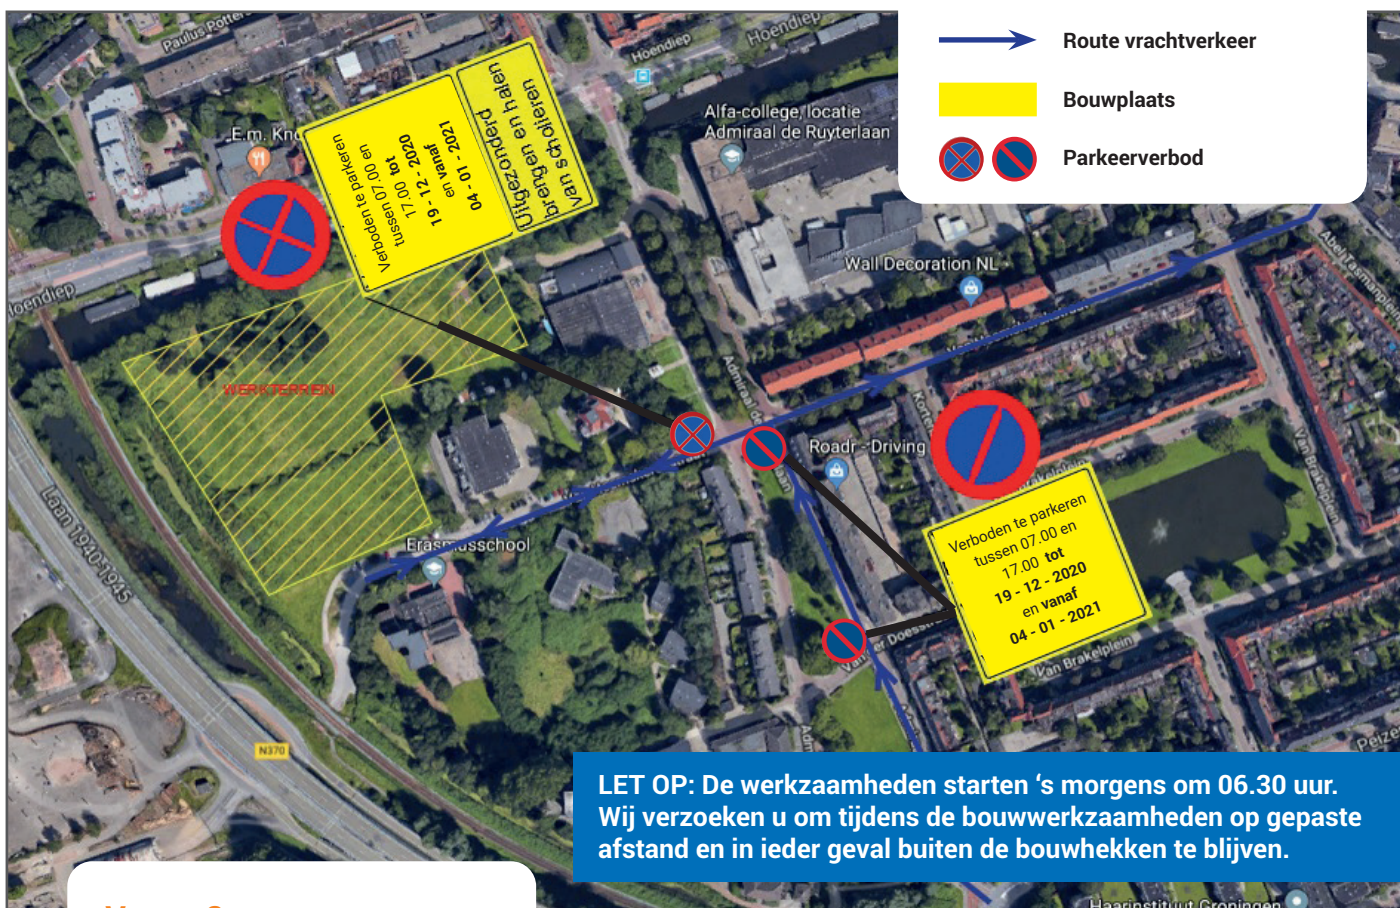 Route vrachtverkeer
Bouwplaats
Parkeerverbod
Paulus Potters
Hoendiep
Hoendiep
Alfa-college, locatie
Admiraal de Ruyterlaan
Verboden te parkeren
tussen 07.00 en
17.00 tot
19 - 12 - 2020
en vanaf
04 - 01 - 2021
Uitgezonderd
brengen en halen
van scholieren
Wall Decoration NL
Hoendiep
WERKTERREIN
Admiraal de
laan
Roadr - Driving
Van Brakelplein
Erasmusschool
Laan 1940-1945
Verboden te parkeren
tussen 07.00 en
17.00 tot
19 - 12 - 2020
en vanaf
04 - 01 - 2021
Van Brakelplein
N370
LET OP: De werkzaamheden starten ‘s morgens om 06.30 uur.
Wij verzoeken u om tijdens de bouwwerkzaamheden op gepaste
afstand en in ieder geval buiten de bouwhekken te blijven.
Haarinstituut Groningen